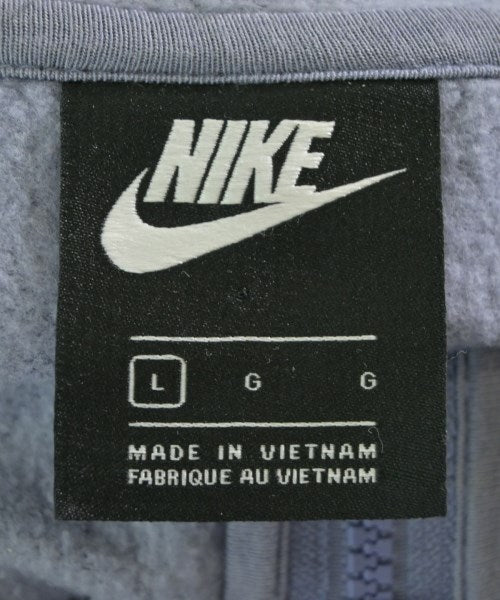 NIKE
L G G
MADE IN VIETNAM
FABRIQUE AU VIETNAM